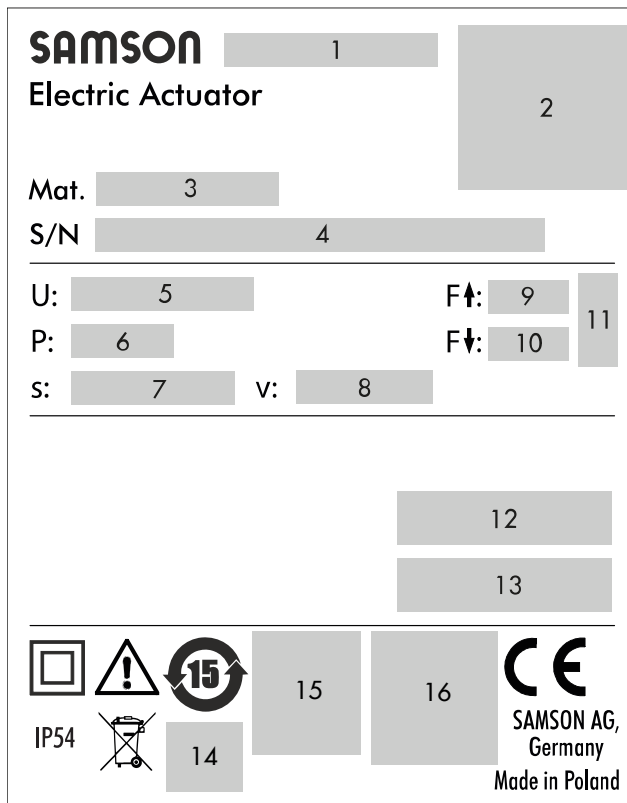 SAMSON 1
Electric Actuator
2
Mat. 3
S/N 4
U: 5
F⬆: 9
11
P: 6
F⬇: 10
s: 7 v: 8
12
13
15
15
16
CE
IP54
14
SAMSON AG,
Germany
Made in Poland